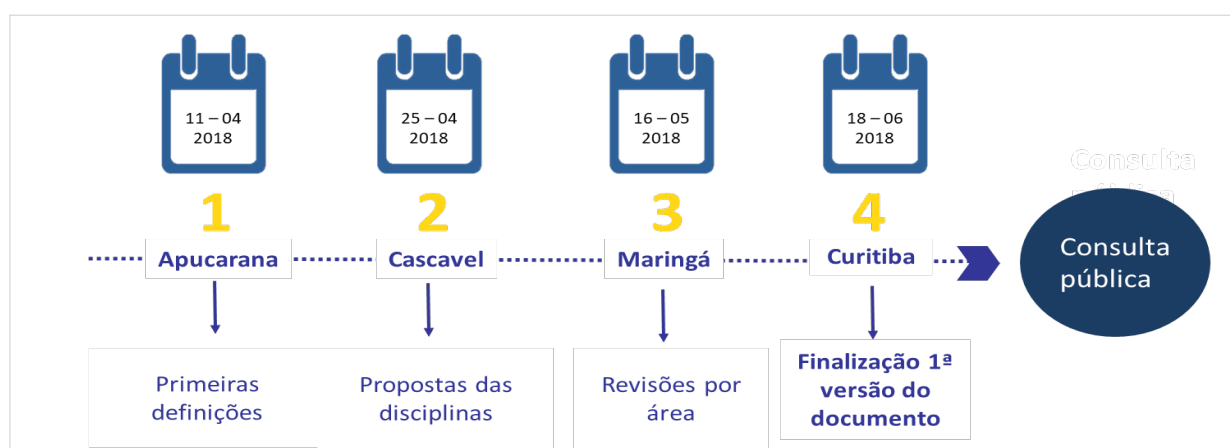 11 – 04
2018
25 – 04
2018
16 – 05
2018
18 – 06
2018
1
2
3
4
Consulta
pública
Apucarana
Cascavel
Maringá
Curitiba
Consulta
pública
Primeiras
definições
Propostas das
disciplinas
Revisões por
área
Finalização 1ª
versão do
documento